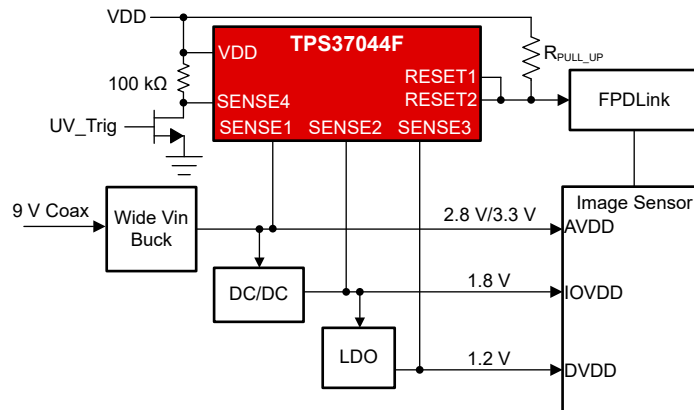 VDD
TPS37044F
VDD
RPULL_UP
100 kΩ
RESET1
SENSE4
RESET2
FPDLink
UV_Trig
SENSE1
SENSE2
SENSE3
9 V Coax
Wide Vin
Buck
2.8 V/3.3 V
Image Sensor
AVDD
DC/DC
1.8 V
IOVDD
LDO
1.2 V
DVDD